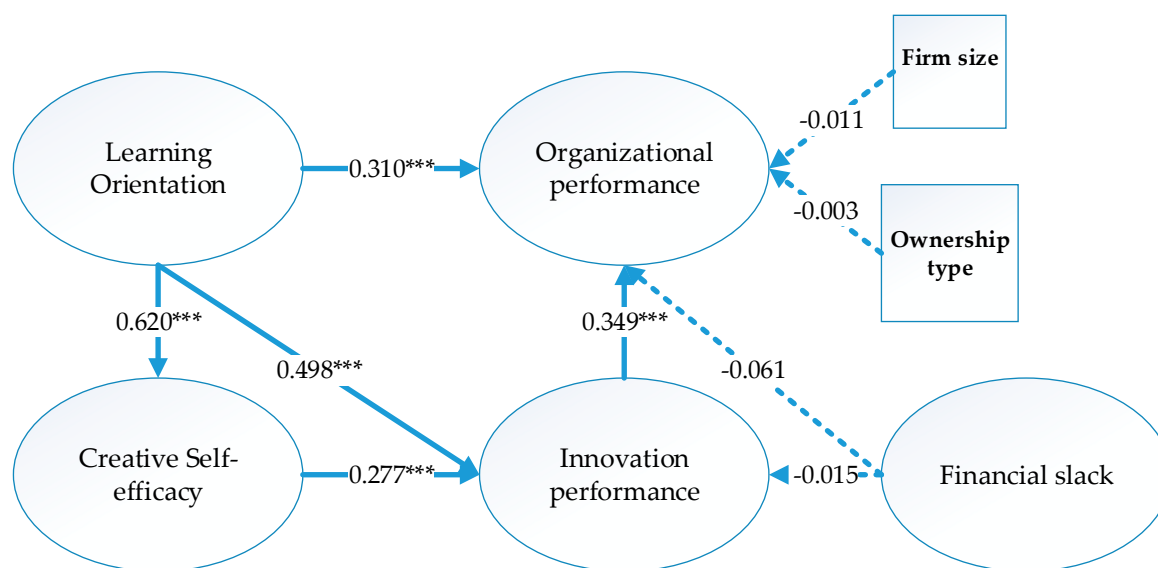 Firm size
Learning
Orientation
Organizational
performance
-0.011
0.310***
-0.003
Ownership
type
0.620***
0.349***
0.498***
-0.061
Creative Self-
efficacy
0.277***
Innovation
performance
-0.015
Financial slack